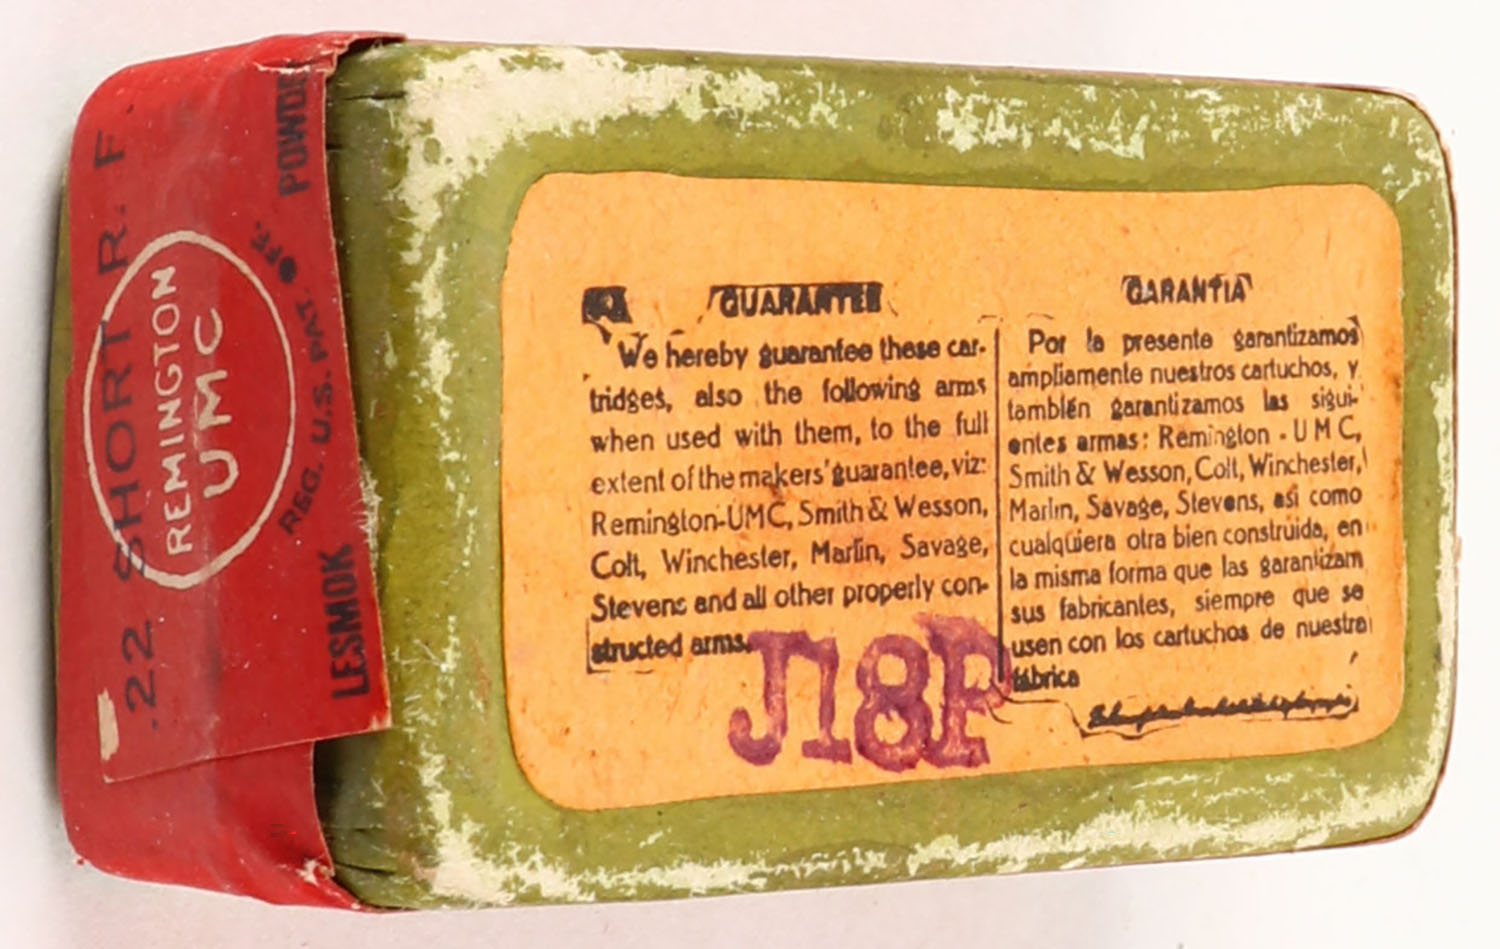 .22 SHORT R. F.
REMINGTON
UMC
REG. U.S. PAT. OFF.
LESMOK POWDE
GUARANTEE
We hereby guarantee these car-
tridges, also the following arms
when used with them, to the full
extent of the makers' guarantee, viz:
Remington-UMC, Smith & Wesson,
Colt, Winchester, Marlin, Savage,
Stevens and all other properly con-
structed arms.
GARANTIA
Por la presente garantizamos
ampliamente nuestros cartuchos, y
también garantizamos las sigui-
entes armas: Remington - UMC,
Smith & Wesson, Colt, Winchester,
Marlin, Savage, Stevens, asi como
cualquiera otra bien construida, en
la misma forma que las garantizam
sus fabricantes, siempre que se
usen con los cartuchos de nuestra
fábrica
J18P